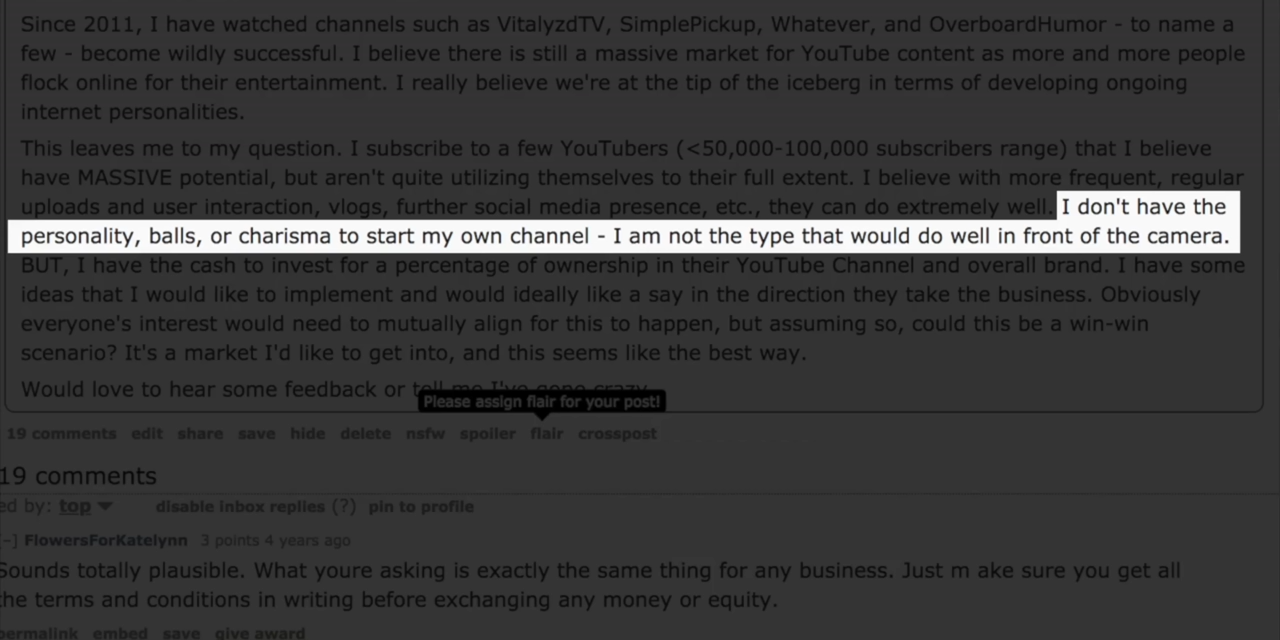 Since 2011, I have watched channels such as VitalyzdTV, SimplePickup, Whatever, and OverboardHumor - to name a
few - become wildly successful. I believe there is still a massive market for YouTube content as more and more people
flock online for their entertainment. I really believe we're at the tip of the iceberg in terms of developing ongoing
internet personalities.
This leaves me to my question. I subscribe to a few YouTubers (<50,000-100,000 subscribers range) that I believe
have MASSIVE potential, but aren't quite utilizing themselves to their full extent. I believe with more frequent, regular
uploads and user interaction, vlogs, further social media presence, etc., they can do extremely well. I don't have the
personality, balls, or charisma to start my own channel - I am not the type that would do well in front of the camera.
BUT, I have the cash to invest for a percentage of ownership in their YouTube Channel and overall brand. I have some
ideas that I would like to implement and would ideally like a say in the direction they take the business. Obviously
everyone's interest would need to mutually align for this to happen, but assuming so, could this be a win-win
scenario? It's a market I'd like to get into, and this seems like the best way.
Would love to hear some feedback or tell me I've gone crazy.
Please assign flair for your post!
19 comments edit share save hide delete nsfw spoiler flair crosspost
19 comments
ed by: top disable inbox replies (?) pin to profile
[–] FlowersForKatelynn 3 points 4 years ago
Sounds totally plausible. What youre asking is exactly the same thing for any business. Just m ake sure you get all
the terms and conditions in writing before exchanging any money or equity.
permalink embed save give award